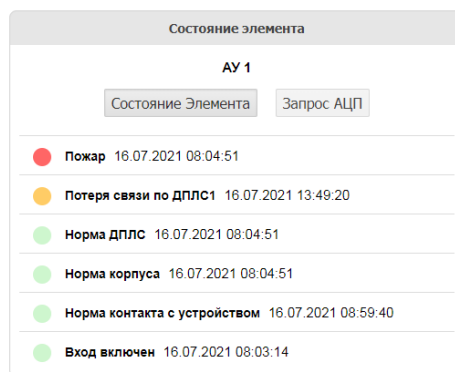 Состояние элемента
АУ 1
Состояние Элемента Запрос АЦП
Пожар 16.07.2021 08:04:51
Потеря связи по ДПЛС1 16.07.2021 13:49:20
Норма ДПЛС 16.07.2021 08:04:51
Норма корпуса 16.07.2021 08:04:51
Норма контакта с устройством 16.07.2021 08:59:40
Вход включен 16.07.2021 08:03:14